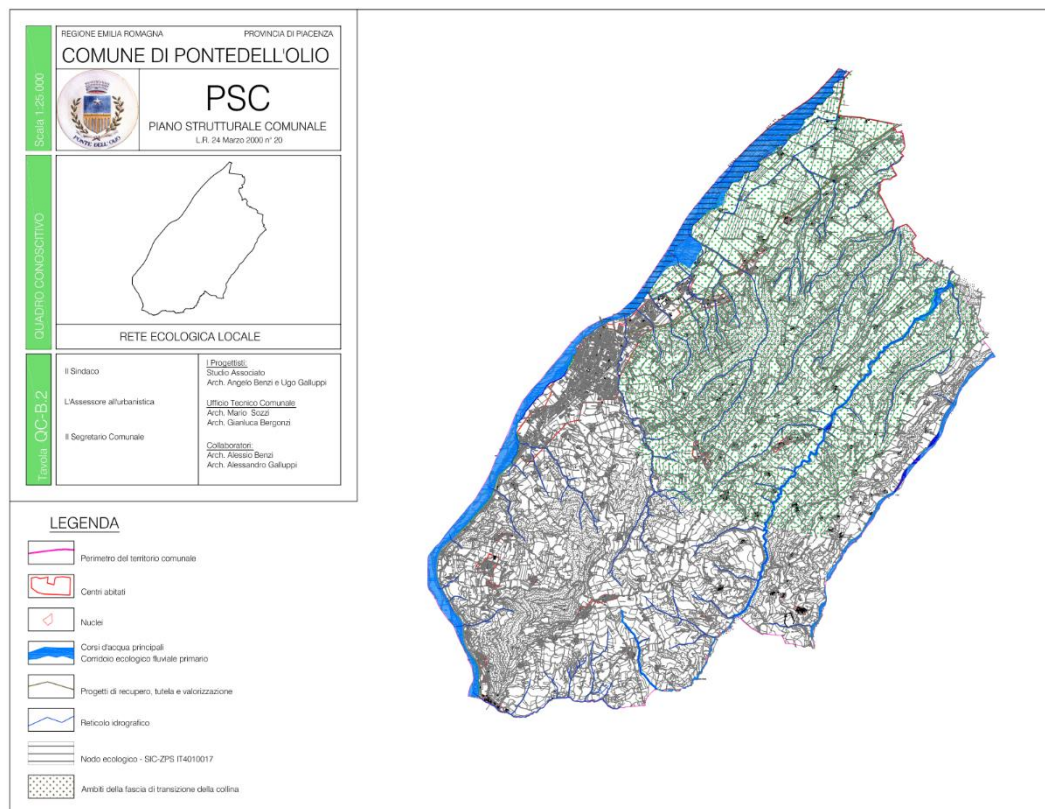 Scala 1:25 000
REGIONE EMILIA ROMAGNA PROVINCIA DI PIACENZA
COMUNE DI PONTEDELL'OLIO
PONTE DELL'OLIO
PSC
PIANO STRUTTURALE COMUNALE
L.R. 24 Marzo 2000 n° 20
QUADRO CONOSCITIVO
RETE ECOLOGICA LOCALE
Tavola QC-B.2
Il Sindaco
L'Assessore all'urbanistica
Il Segretario Comunale
I Progettisti:
Studio Associato
Arch. Angelo Benzi e Ugo Galluppi
Ufficio Tecnico Comunale
Arch. Mario Sozzi
Arch. Gianluca Bergonzi
Collaboratori:
Arch. Alessio Benzi
Arch. Alessandro Galluppi
LEGENDA
Perimetro del territorio comunale
Centri abitati
Nuclei
Corsi d'acqua principali
Corridoio ecologico fluviale primario
Progetti di recupero, tutela e valorizzazione
Reticolo idrografico
Nodo ecologico - SIC-ZPS IT4010017
Ambiti della fascia di transizione della collina